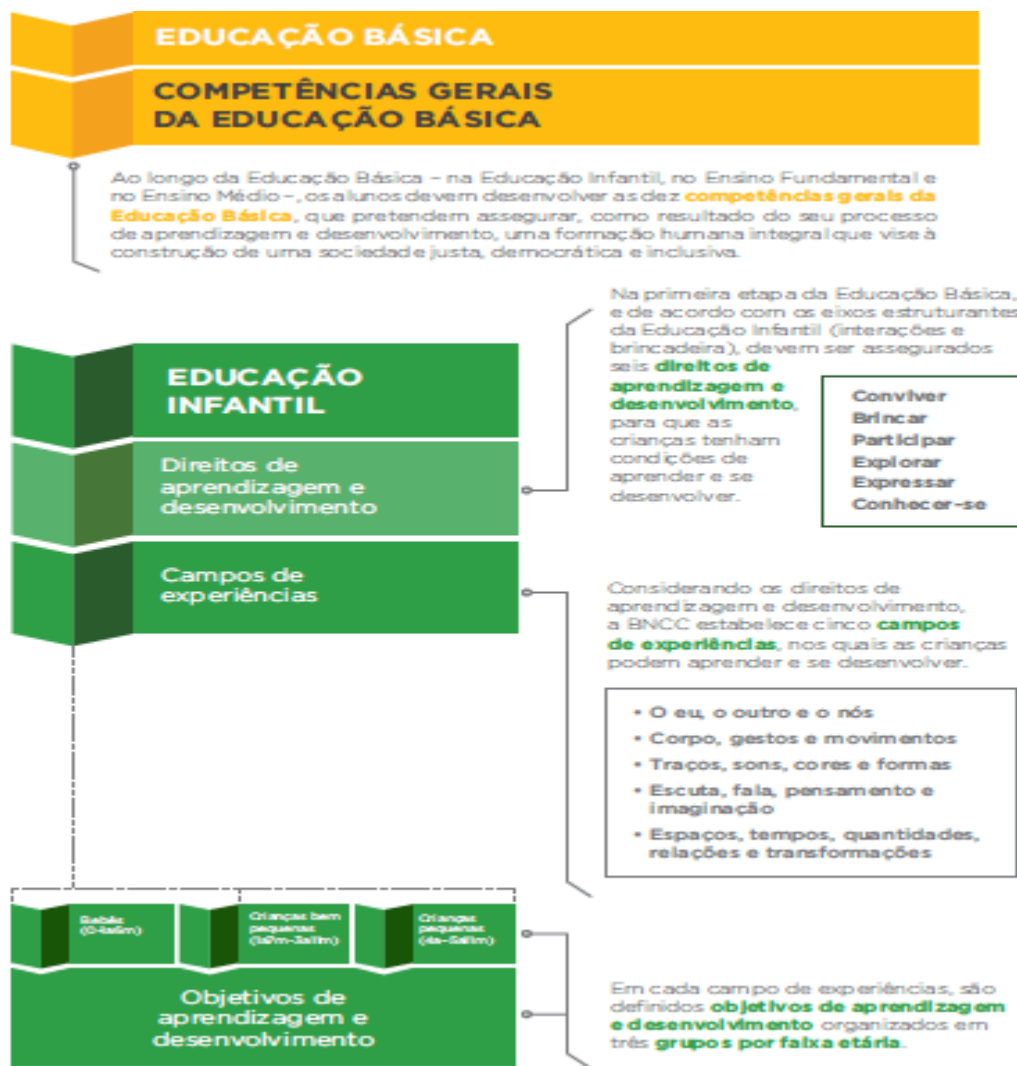 EDUCAÇÃO BÁSICA
COMPETÊNCIAS GERAIS
DA EDUCAÇÃO BÁSICA
Ao longo da Educação Básica – na Educação Infantil, no Ensino Fundamental e
no Ensino Médio –, os alunos devem desenvolver as dez competências gerais da
Educação Básica, que pretendem assegurar, como resultado do seu processo
de aprendizagem e desenvolvimento, uma formação humana integral que vise à
construção de uma sociedade justa, democrática e inclusiva.
EDUCAÇÃO
INFANTIL
Direitos de
aprendizagem e
desenvolvimento
Na primeira etapa da Educação Básica,
e de acordo com os eixos estruturantes
da Educação Infantil (interações e
brincadeira), devem ser assegurados
seis direitos de
aprendizagem e
desenvolvimento,
para que as
crianças tenham
condições de
aprender e se
desenvolver.
Conviver
Brincar
Participar
Explorar
Expressar
Conhecer-se
Campos de
experiências
Considerando os direitos de
aprendizagem e desenvolvimento,
a BNCC estabelece cinco campos
de experiências, nos quais as crianças
podem aprender e se desenvolver.
• O eu, o outro e o nós
• Corpo, gestos e movimentos
• Traços, sons, cores e formas
• Escuta, fala, pensamento e
imaginação
• Espaços, tempos, quantidades,
relações e transformações
Bebês
(0-1a6m)
Crianças bem
pequenas
(1a7m-3a11m)
Crianças
pequenas
(4a-5a11m)
Objetivos de
aprendizagem e
desenvolvimento
Em cada campo de experiências, são
definidos objetivos de aprendizagem
e desenvolvimento organizados em
três grupos por faixa etária.